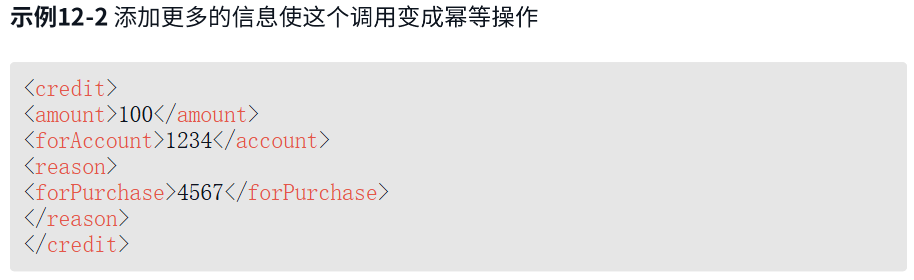 示例12-2 添加更多的信息使这个调用变成幂等操作
<credit>
<amount>100</amount>
<forAccount>1234</account>
<reason>
<forPurchase>4567</forPurchase>
</reason>
</credit>